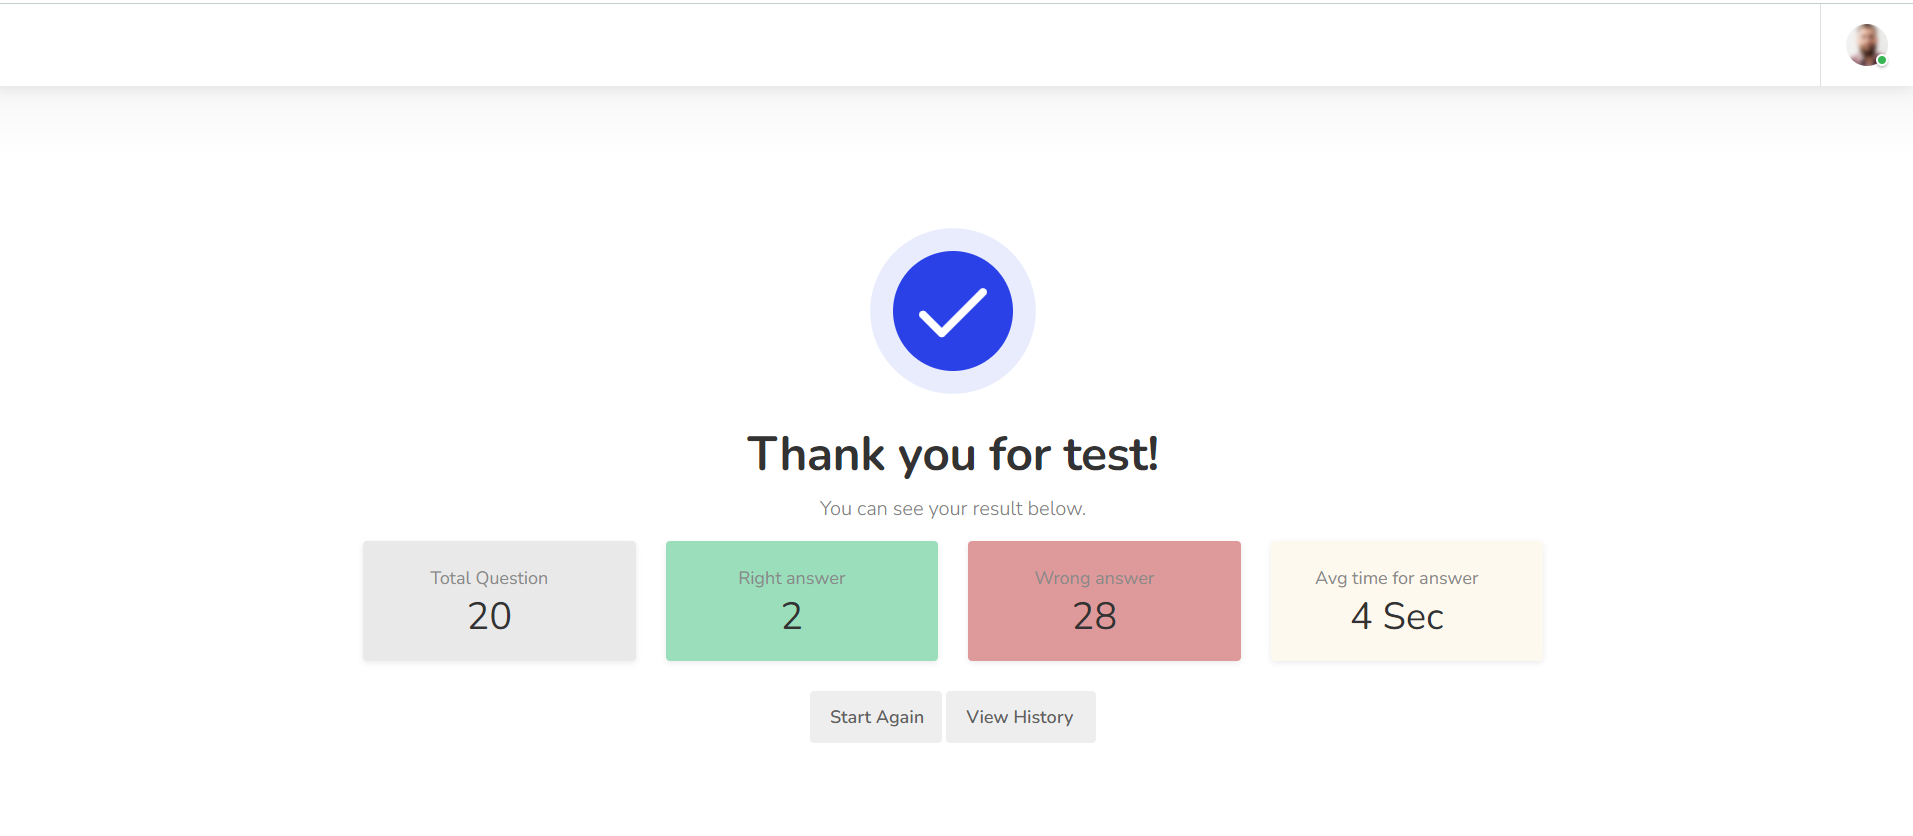 Thank you for test!
You can see your result below.
Total Question
20
Right answer
2
Wrong answer
28
Avg time for answer
4 Sec
Start Again
View History